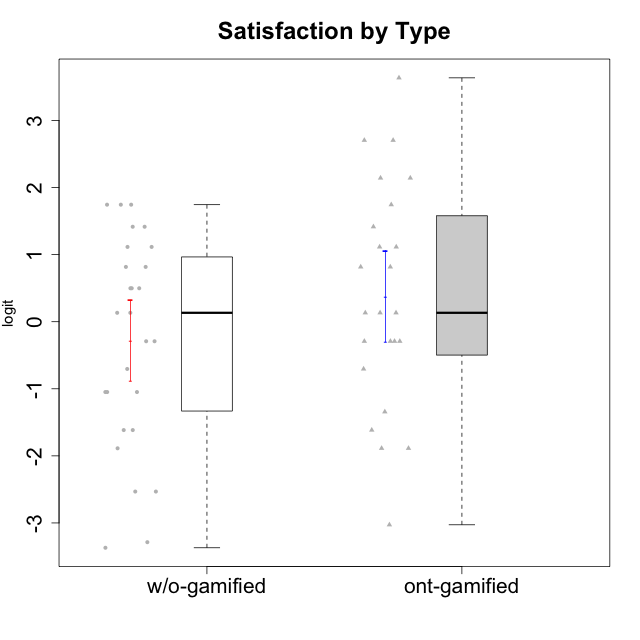 Satisfaction by Type
logit
3
2
1
0
-1
-2
-3
w/o-gamified
ont-gamified